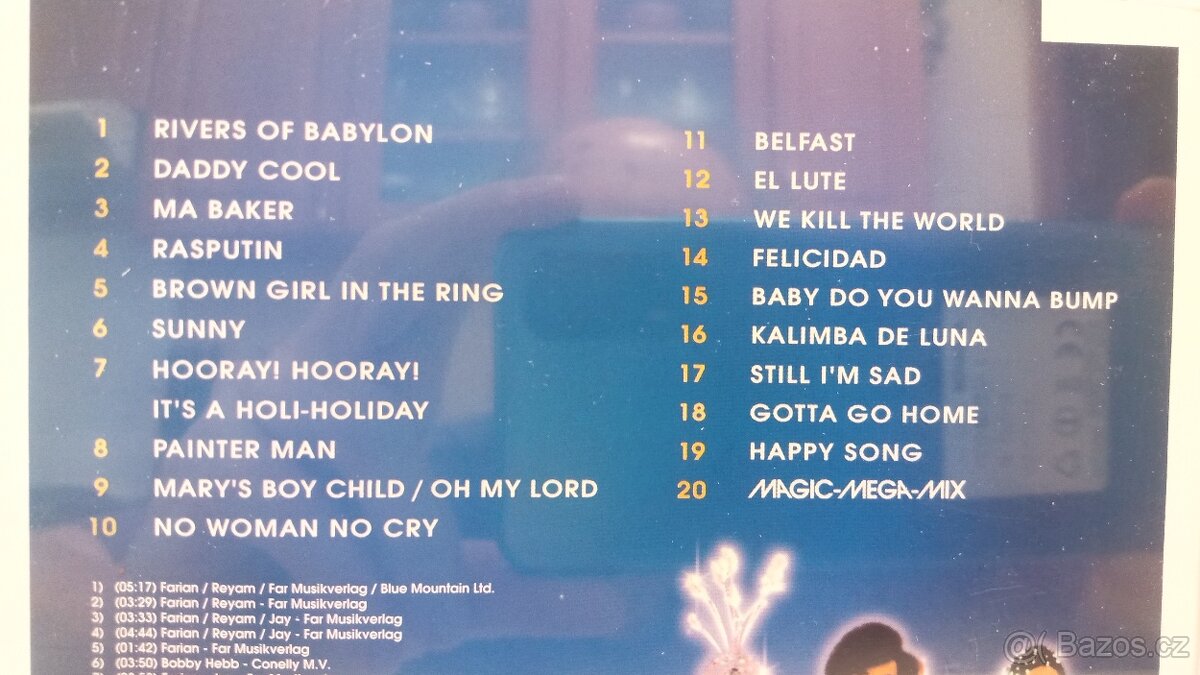 1 RIVERS OF BABYLON
2 DADDY COOL
3 MA BAKER
4 RASPUTIN
5 BROWN GIRL IN THE RING
6 SUNNY
7 HOORAY! HOORAY!
IT'S A HOLI-HOLIDAY
8 PAINTER MAN
9 MARY'S BOY CHILD / OH MY LORD
10 NO WOMAN NO CRY
11 BELFAST
12 EL LUTE
13 WE KILL THE WORLD
14 FELICIDAD
15 BABY DO YOU WANNA BUMP
16 KALIMBA DE LUNA
17 STILL I'M SAD
18 GOTTA GO HOME
19 HAPPY SONG
20 MAGIC-MEGA-MIX
1) (05:17) Farian / Reyam / Far Musikverlag / Blue Mountain Ltd.
2) (03:29) Farian / Reyam - Far Musikverlag
3) (03:33) Farian / Reyam / Jay - Far Musikverlag
4) (04:44) Farian / Reyam / Jay - Far Musikverlag
5) (01:42) Farian - Far Musikverlag
6) (03:50) Bobby Hebb - Conelly M.V.
Bazos.cz